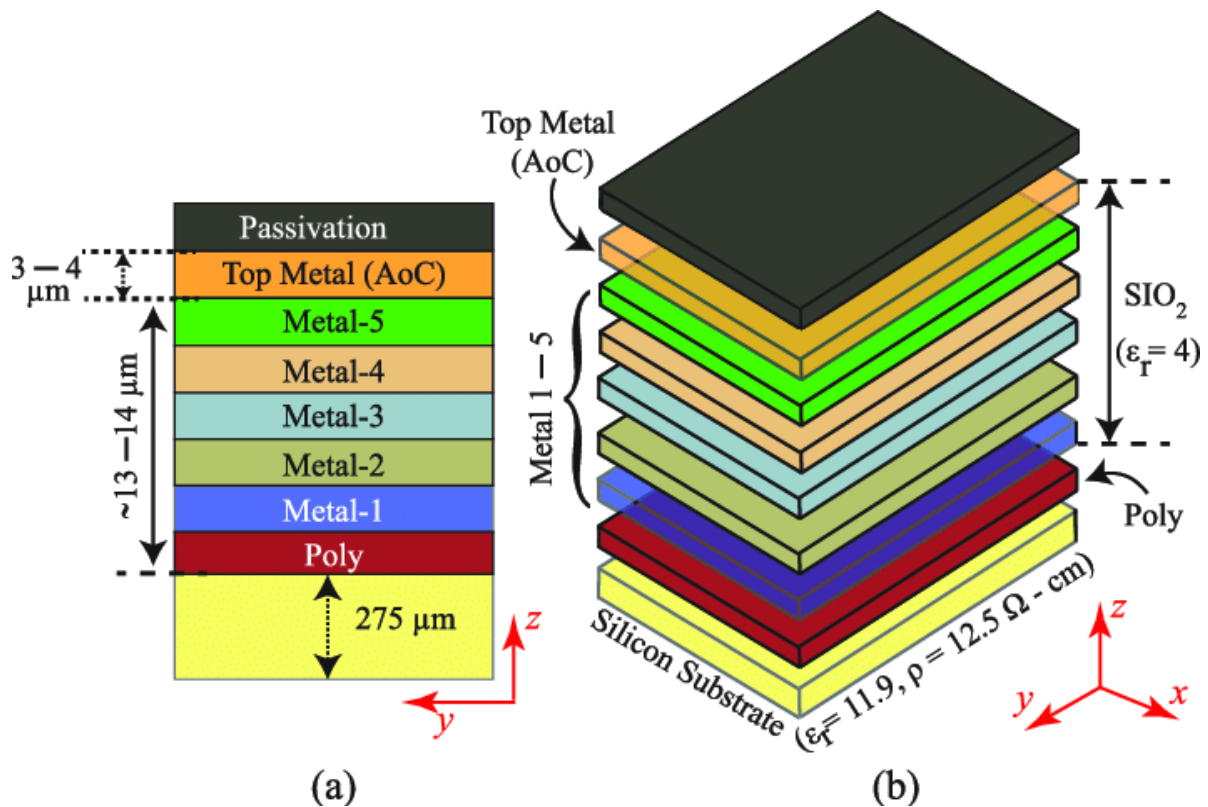 Passivation
3 – 4
μm
Top Metal (AoC)
Metal-5
Metal-4
Metal-3
Metal-2
Metal-1
Poly
~13 –14 μm
275 μm
z
y
(a)
Top Metal
(AoC)
Metal 1 – 5
SIO₂
(εᵣ= 4)
Poly
Silicon Substrate
(εᵣ= 11.9, ρ = 12.5 Ω - cm)
z
y
x
(b)